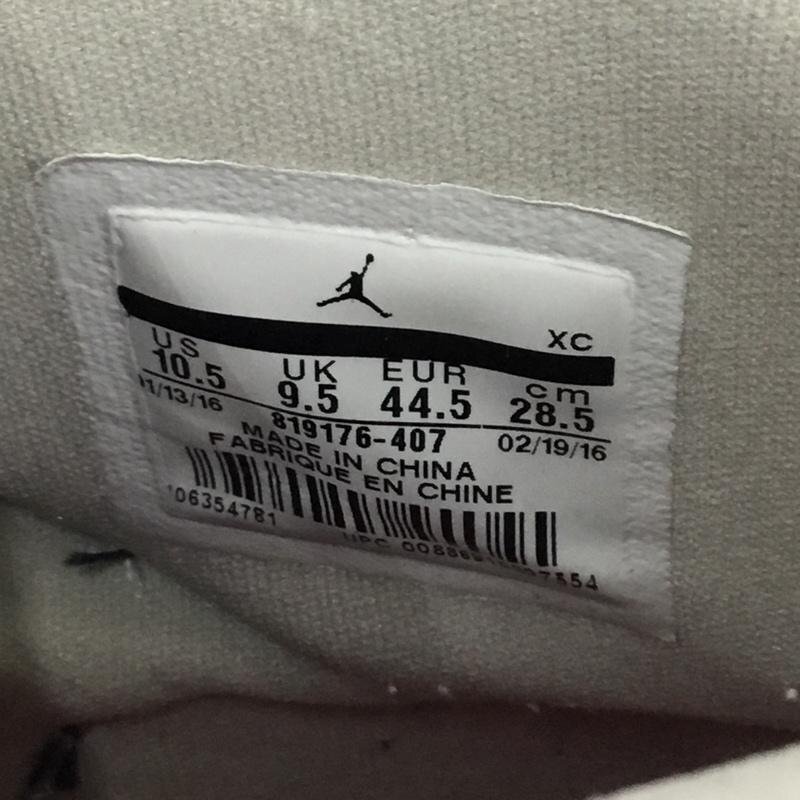 XC
US UK EUR cm
10.5 9.5 44.5 28.5
01/13/16 819176-407 02/19/16
MADE IN CHINA
FABRIQUE EN CHINE
106354781 UPC